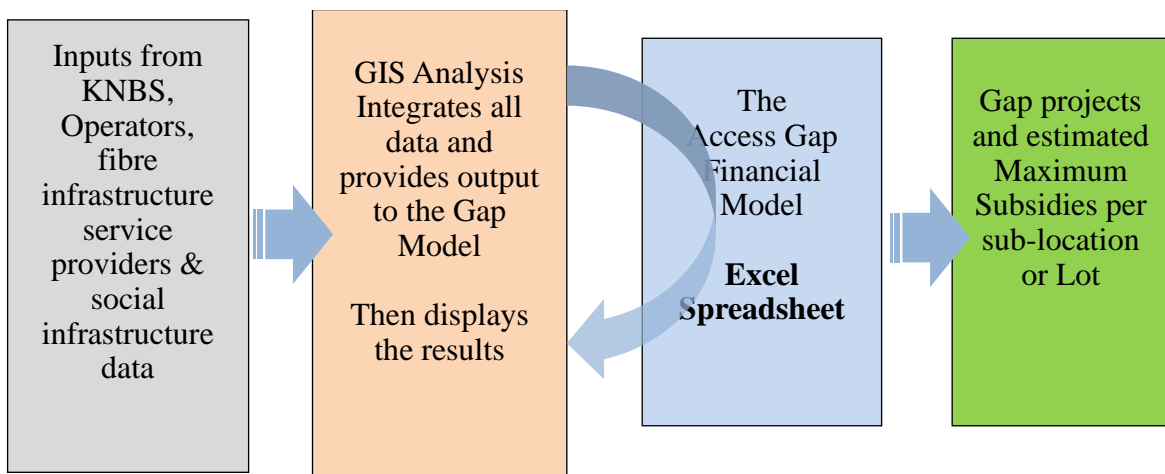 Inputs from
KNBS,
Operators,
fibre
infrastructure
service
providers &
social
infrastructure
data
GIS Analysis
Integrates all
data and
provides output
to the Gap
Model
Then displays
the results
The
Access Gap
Financial
Model
Excel
Spreadsheet
Gap projects
and estimated
Maximum
Subsidies per
sub-location
or Lot